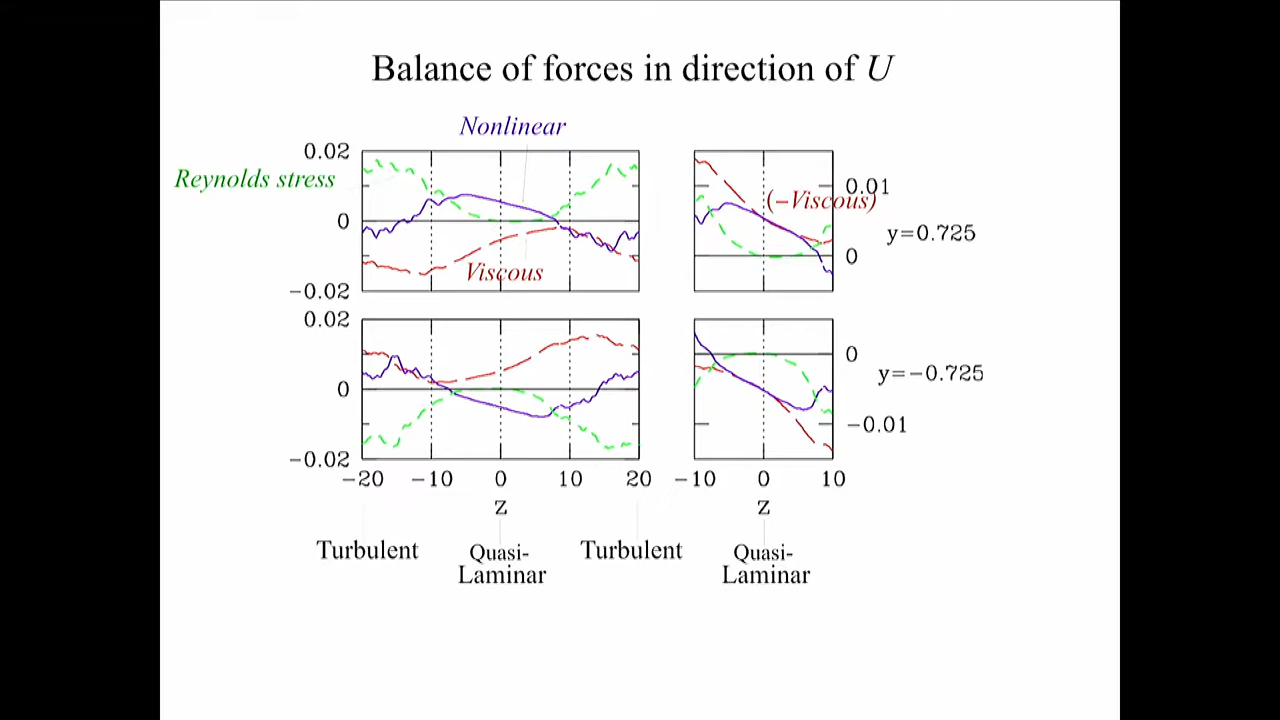 Balance of forces in direction of U
Nonlinear
Reynolds stress
0.02
0
−0.02
Viscous
(−Viscous)
0.01
0
y=0.725
0.02
0
−0.02
0
−0.01
y=−0.725
−20 −10 0 10 20
z
−10 0 10
z
Turbulent
Quasi-
Laminar
Turbulent
Quasi-
Laminar